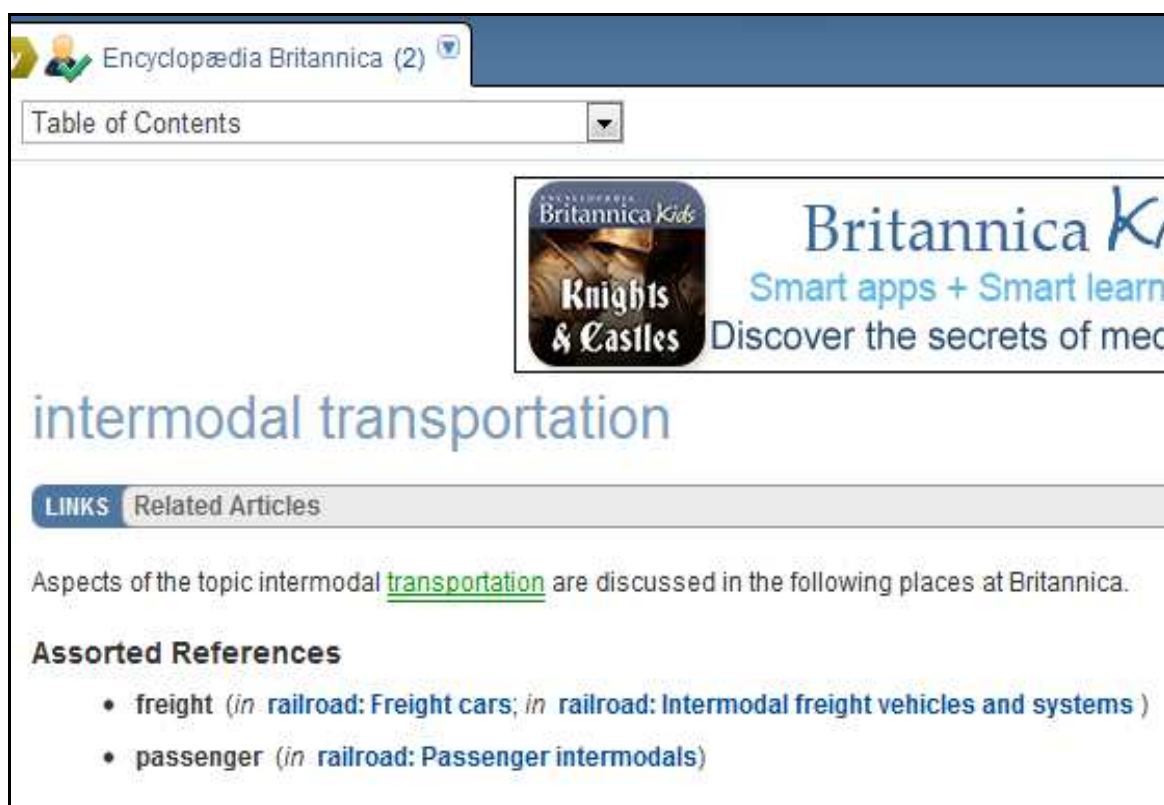 Encyclopædia Britannica (2)
Table of Contents
ENCYCLOPÆDIA
Britannica Kids
Knights
& Castles
Britannica
Smart apps + Smart learn
Discover the secrets of med
intermodal transportation
LINKS Related Articles
Aspects of the topic intermodal transportation are discussed in the following places at Britannica.
Assorted References
• freight (in railroad: Freight cars; in railroad: Intermodal freight vehicles and systems )
• passenger (in railroad: Passenger intermodals)